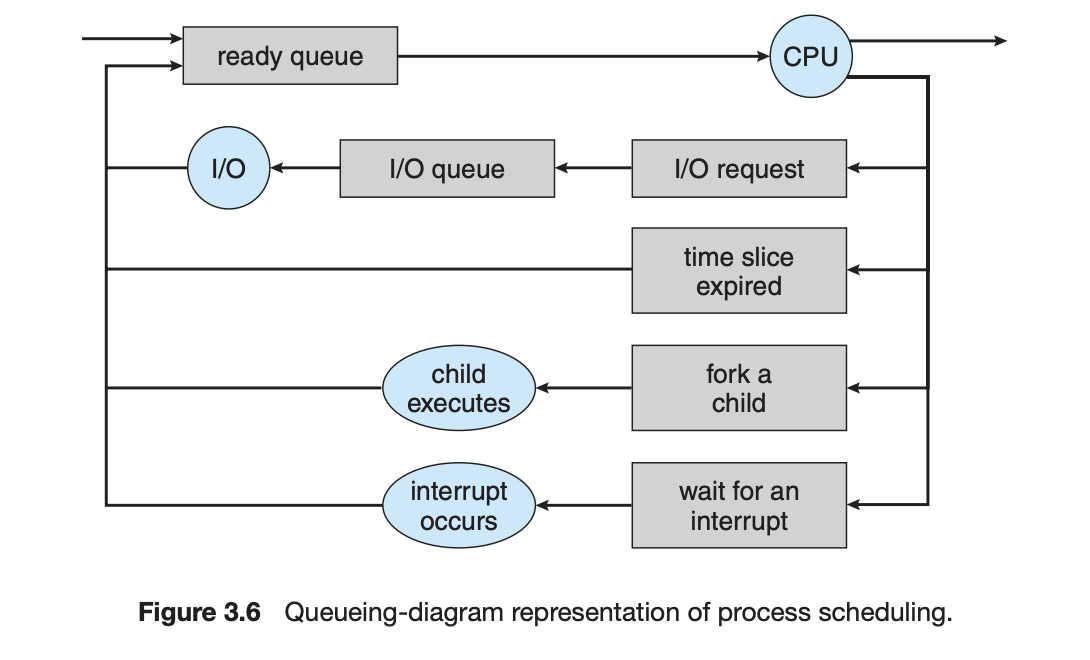 ready queue
CPU
I/O
I/O queue
I/O request
time slice
expired
child
executes
fork a
child
interrupt
occurs
wait for an
interrupt
Figure 3.6 Queueing-diagram representation of process scheduling.